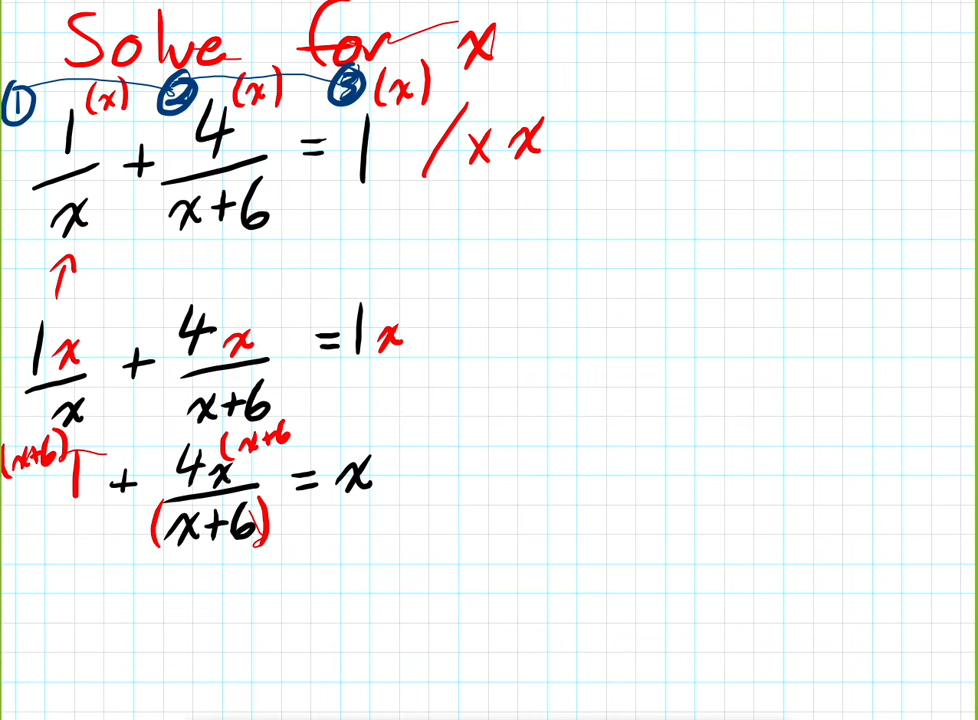 Solve for x
① (x) ② (x) ③ (x)
1/x + 4/(x+6) = 1 / x x
↑
1x/x + 4x/(x+6) = 1x
(x+6) 1 + 4x (x+6 / (x+6) = x